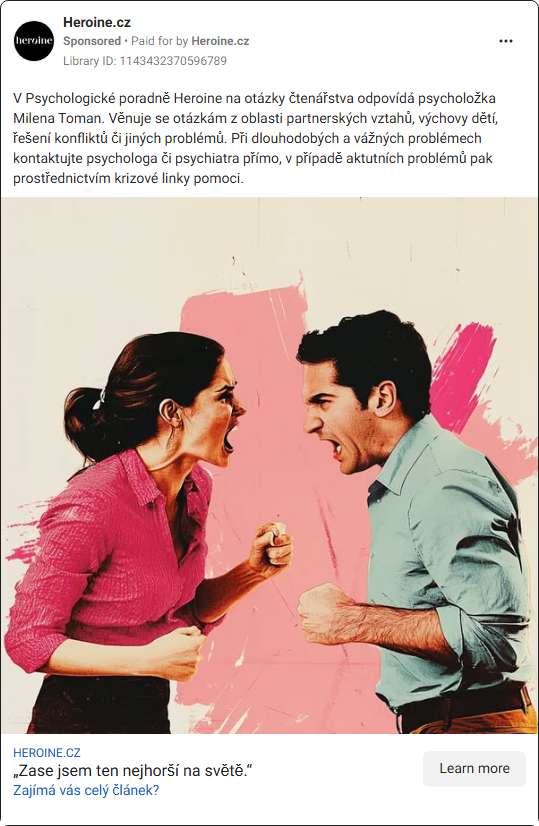 heroine
Heroine.cz
Sponsored • Paid for by Heroine.cz
Library ID: 1143432370596789
V Psychologické poradně Heroine na otázky čtenářstva odpovídá psycholožka
Milena Toman. Věnuje se otázkám z oblasti partnerských vztahů, výchovy dětí,
řešení konfliktů či jiných problémů. Při dlouhodobých a vážných problémech
kontaktujte psychologa či psychiatra přímo, v případě aktutních problémů pak
prostřednictvím krizové linky pomoci.
HEROINE.CZ
„Zase jsem ten nejhorší na světě.“
Zajímá vás celý článek?
Learn more